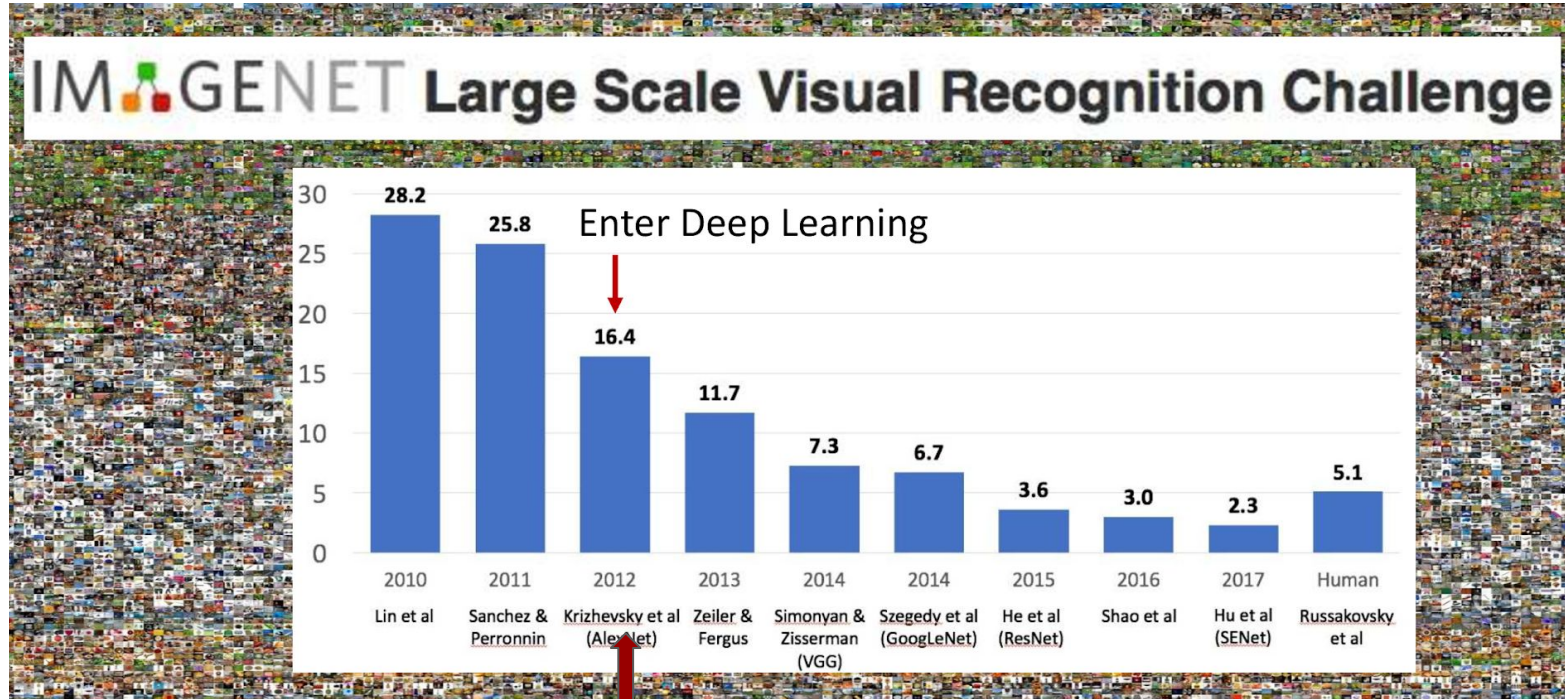 IMAGENET Large Scale Visual Recognition Challenge
30
25
20
15
10
5
0
28.2
25.8
16.4
11.7
7.3
6.7
3.6
3.0
2.3
5.1
Enter Deep Learning
2010
2011
2012
2013
2014
2014
2015
2016
2017
Human
Lin et al
Sanchez &
Perronnin
Krizhevsky et al
(AlexNet)
Zeiler &
Fergus
Simonyan &
Zisserman
(VGG)
Szegedy et al
(GoogLeNet)
He et al
(ResNet)
Shao et al
Hu et al
(SENet)
Russakovsky
et al